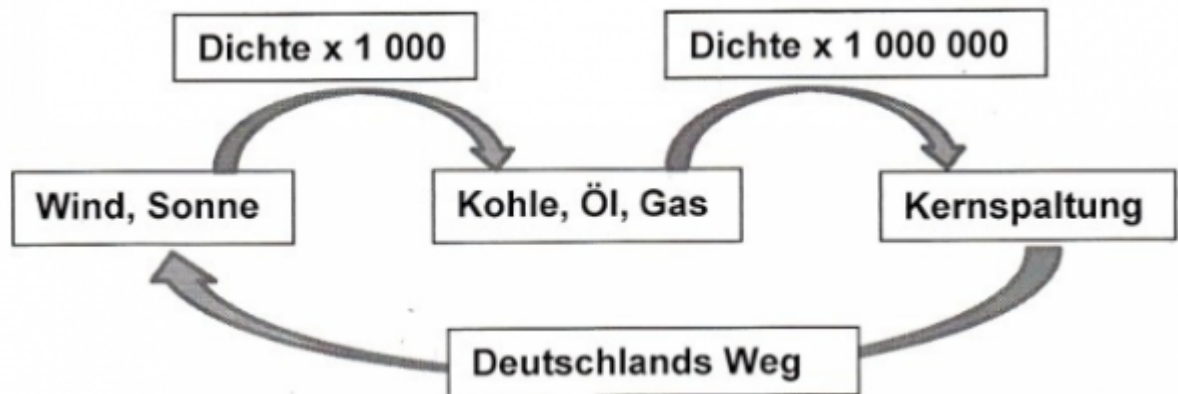 Dichte x 1 000
Dichte x 1 000 000
Wind, Sonne
Kohle, Öl, Gas
Kernspaltung
Deutschlands Weg